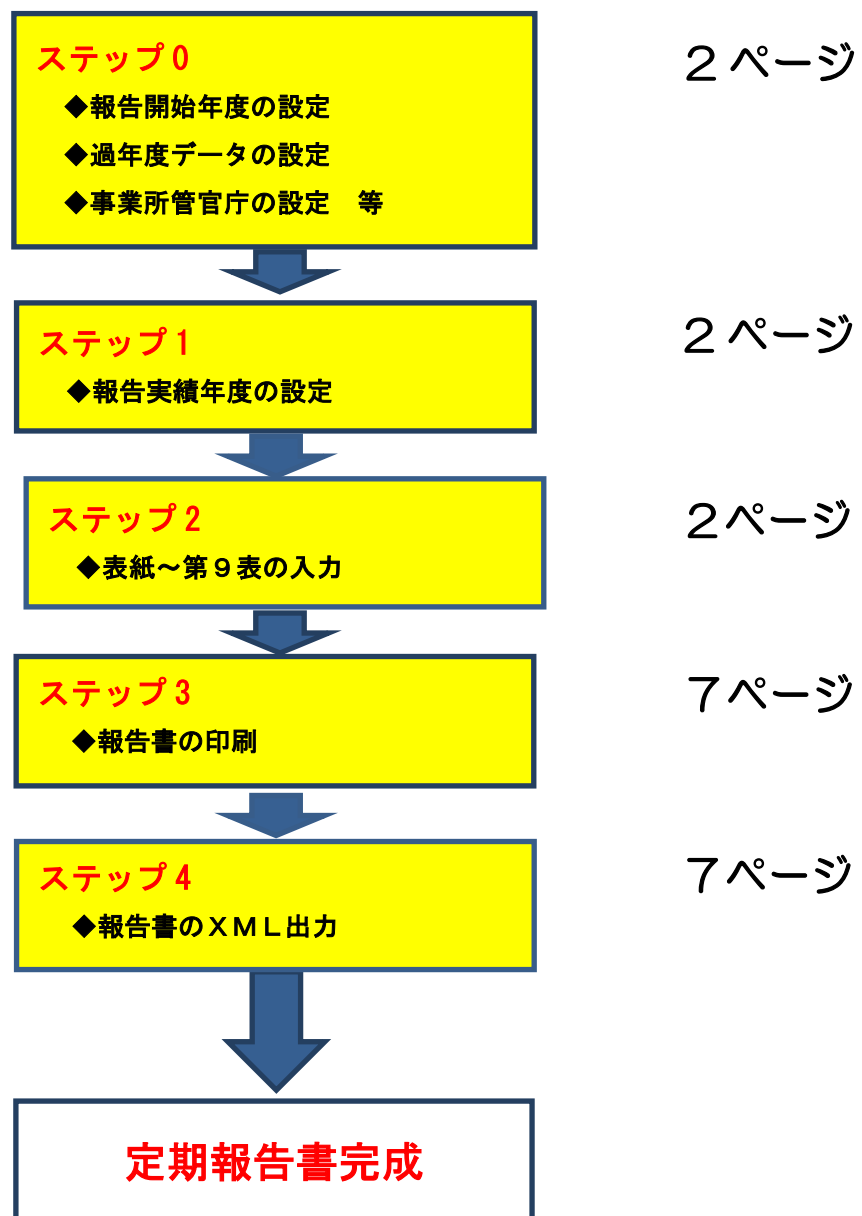 ステップ0
２ページ
◆報告開始年度の設定
◆過年度データの設定
◆事業所管官庁の設定　等
ステップ1
２ページ
◆報告実績年度の設定
ステップ2
２ページ
◆表紙～第９表の入力
ステップ3
７ページ
◆報告書の印刷
ステップ4
７ページ
◆報告書のＸＭＬ出力
定期報告書完成